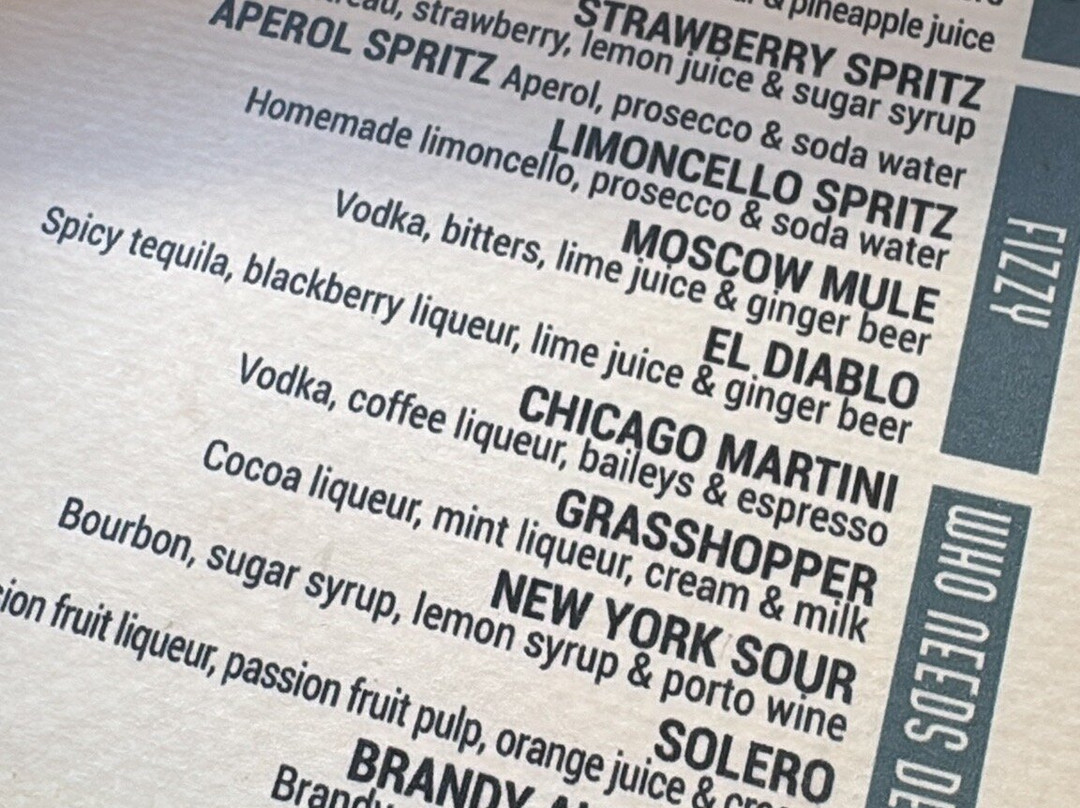 & pineapple juice
STRAWBERRY SPRITZ
strawberry, lemon juice & sugar syrup
APEROL SPRITZ Aperol, prosecco & soda water
LIMONCELLO SPRITZ
Homemade limoncello, prosecco & soda water
MOSCOW MULE
Vodka, bitters, lime juice & ginger beer
EL DIABLO
Spicy tequila, blackberry liqueur, lime juice & ginger beer
FIZZY
CHICAGO MARTINI
Vodka, coffee liqueur, baileys & espresso
GRASSHOPPER
Cocoa liqueur, mint liqueur, cream & milk
NEW YORK SOUR
Bourbon, sugar syrup, lemon syrup & porto wine
SOLERO
fruit liqueur, passion fruit pulp, orange juice &
BRANDY
Brandy
WHO NEEDS